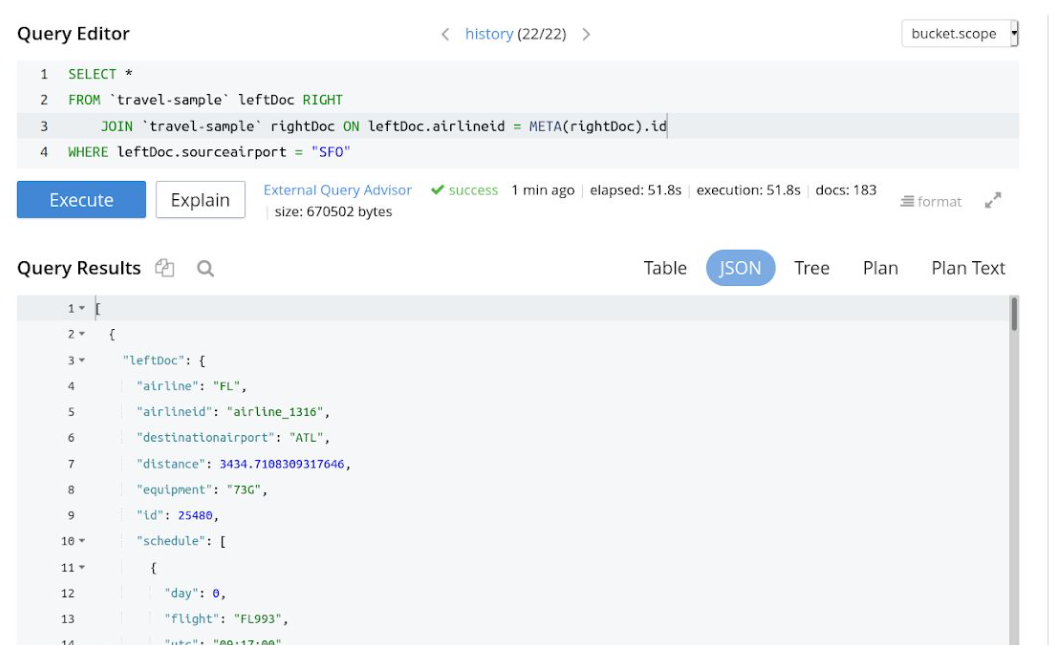 Query Editor
history (22/22)
bucket.scope
1 SELECT *
2 FROM `travel-sample` leftDoc RIGHT
3 JOIN `travel-sample` rightDoc ON leftDoc.airlineid = META(rightDoc).id
4 WHERE leftDoc.sourceairport = "SFO"
Execute
Explain
External Query Advisor success 1 min ago elapsed: 51.8s execution: 51.8s docs: 183
size: 670502 bytes
format
Query Results
Table JSON Tree Plan Plan Text
1 [
2 {
3 "leftDoc": {
4 "airline": "FL",
5 "airlineid": "airline_1316",
6 "destinationairport": "ATL",
7 "distance": 3434.7108309317646,
8 "equipment": "73G",
9 "id": 25480,
10 "schedule": [
11 {
12 "day": 0,
13 "flight": "FL993",
14 "utc": "09:17:00"